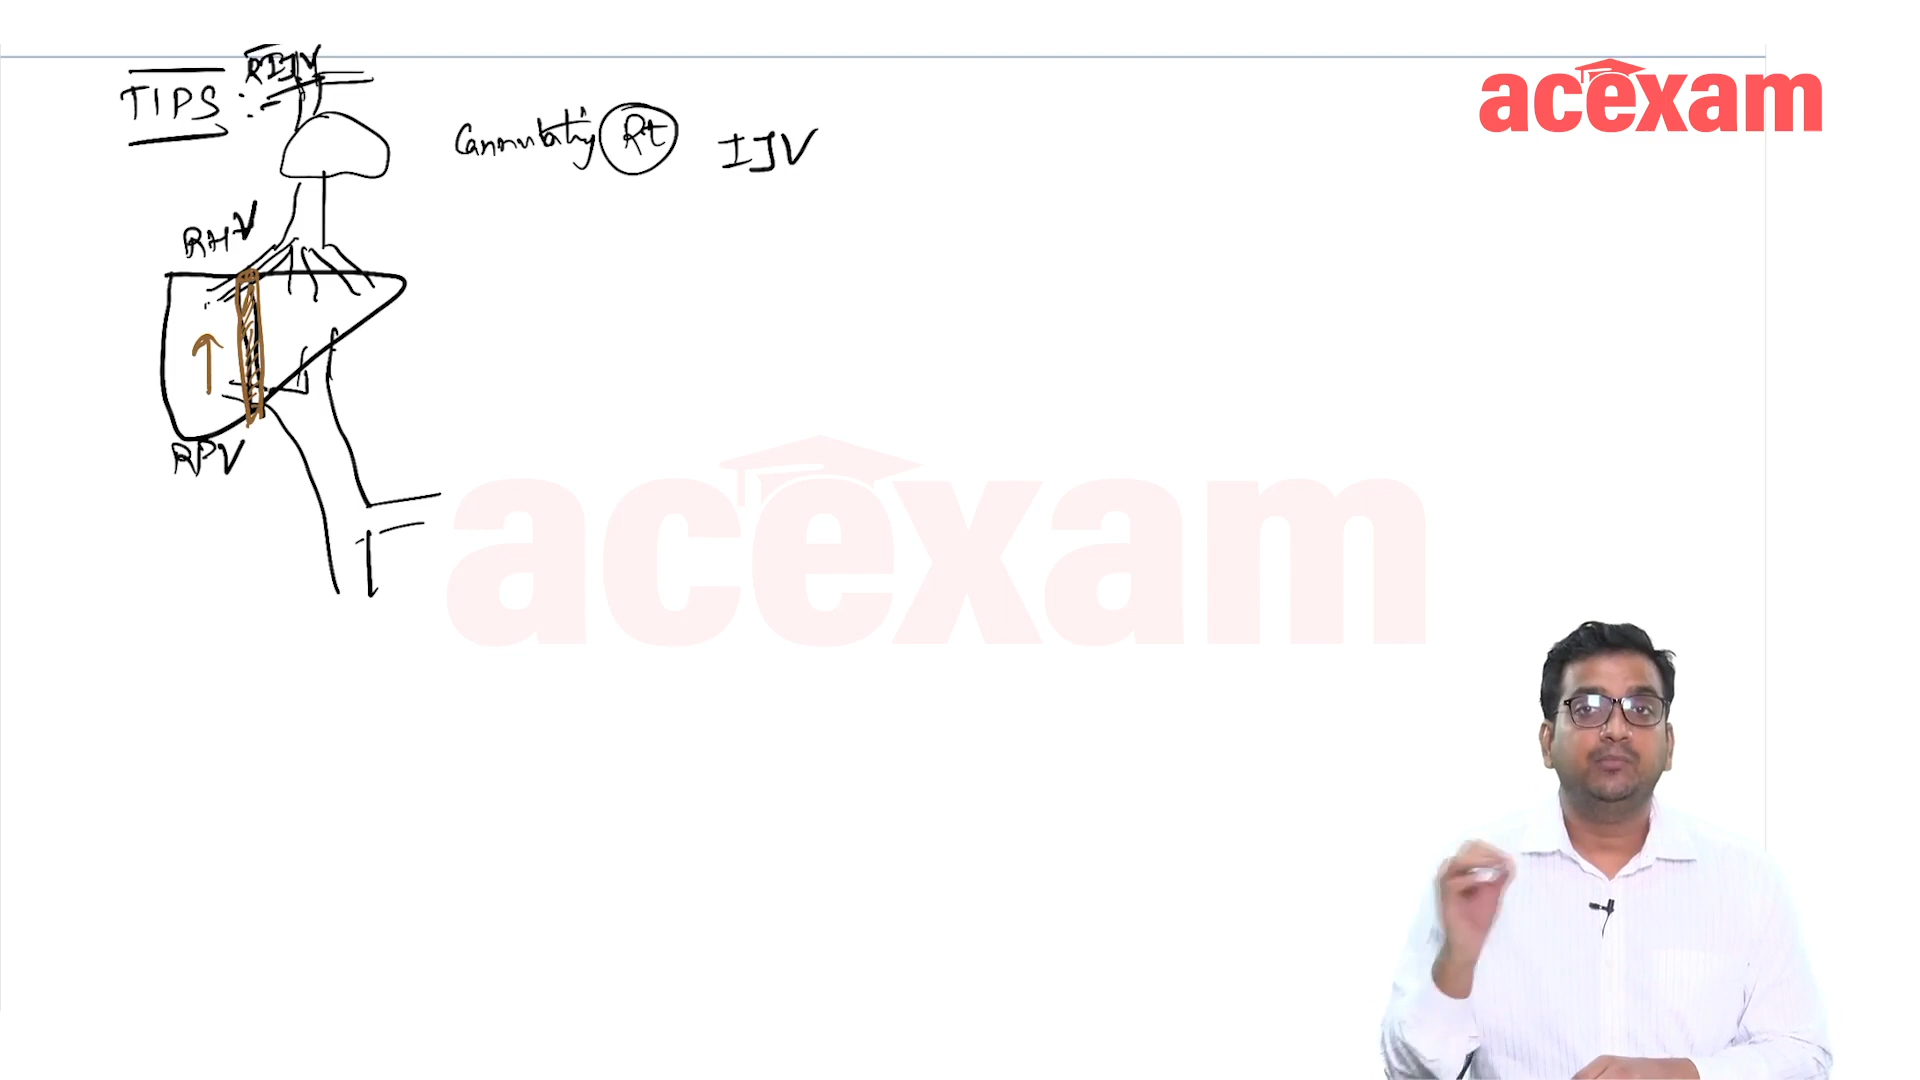 RIJV
TIPS :
Cannulating Rt IJV
RHV
RPV
acexam
acexam